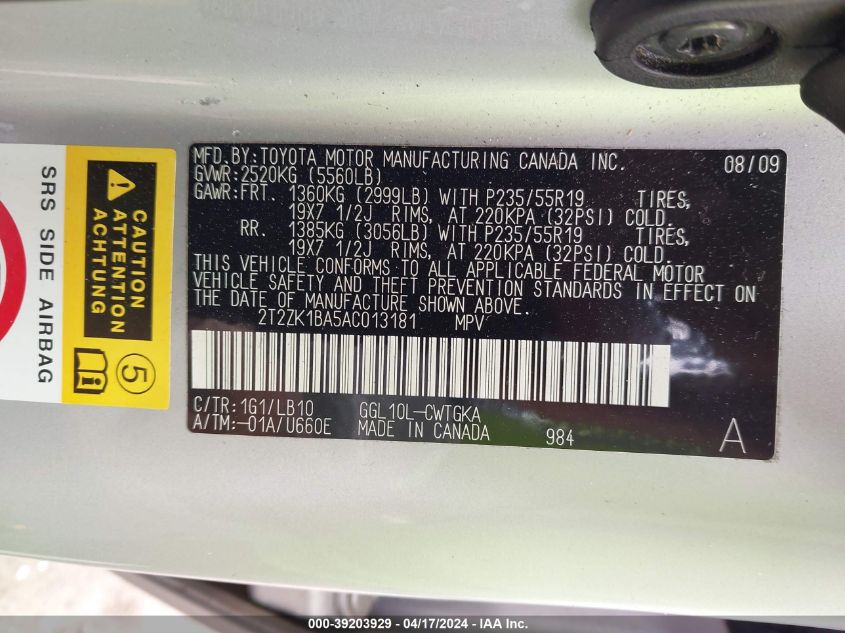 MFD.BY:TOYOTA MOTOR MANUFACTURING CANADA INC. 08/09
GVWR:2520KG (5560LB)
GAWR:FRT. 1360KG (2999LB) WITH P235/55R19 TIRES,
19X7 1/2J RIMS, AT 220KPA (32PSI) COLD.
RR. 1385KG (3056LB) WITH P235/55R19 TIRES,
19X7 1/2J RIMS, AT 220KPA (32PSI) COLD.
THIS VEHICLE CONFORMS TO ALL APPLICABLE FEDERAL MOTOR
VEHICLE SAFETY AND THEFT PREVENTION STANDARDS IN EFFECT ON
THE DATE OF MANUFACTURE SHOWN ABOVE.
2T2ZK1BA5AC013181 MPV
C/TR:1G1/LB10 GGL10L-CWTGKA
A/TM:-01A/U660E MADE IN CANADA 984 A
CAUTION
ATTENTION
ACHTUNG
5
SRS SIDE AIRBAG
000-39203929 - 04/17/2024 - IAA, Inc.